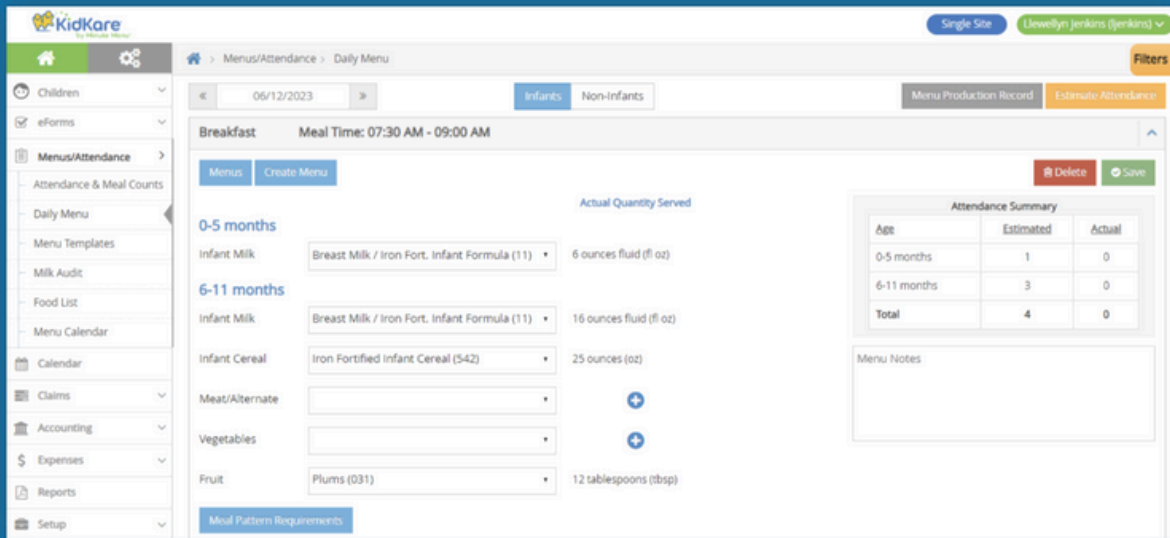 KidKare
by Minute Menu
Single Site
Llewellyn Jenkins (ljenkins)
Menus/Attendance > Daily Menu
Filters
Children
eForms
Menus/Attendance
Attendance & Meal Counts
Daily Menu
Menu Templates
Milk Audit
Food List
Menu Calendar
Calendar
Claims
Accounting
Expenses
Reports
Setup
« 06/12/2023 »
Infants Non-Infants
Menu Production Record Estimate Attendance
Breakfast Meal Time: 07:30 AM - 09:00 AM
Menus Create Menu
Delete Save
Actual Quantity Served
0-5 months
Infant Milk Breast Milk / Iron Fort. Infant Formula (11) 6 ounces fluid (fl oz)
6-11 months
Infant Milk Breast Milk / Iron Fort. Infant Formula (11) 16 ounces fluid (fl oz)
Infant Cereal Iron Fortified Infant Cereal (542) 25 ounces (oz)
Meat/Alternate
Vegetables
Fruit Plums (031) 12 tablespoons (tbsp)
Meal Pattern Requirements
Attendance Summary
Age Estimated Actual
0-5 months 1 0
6-11 months 3 0
Total 4 0
Menu Notes